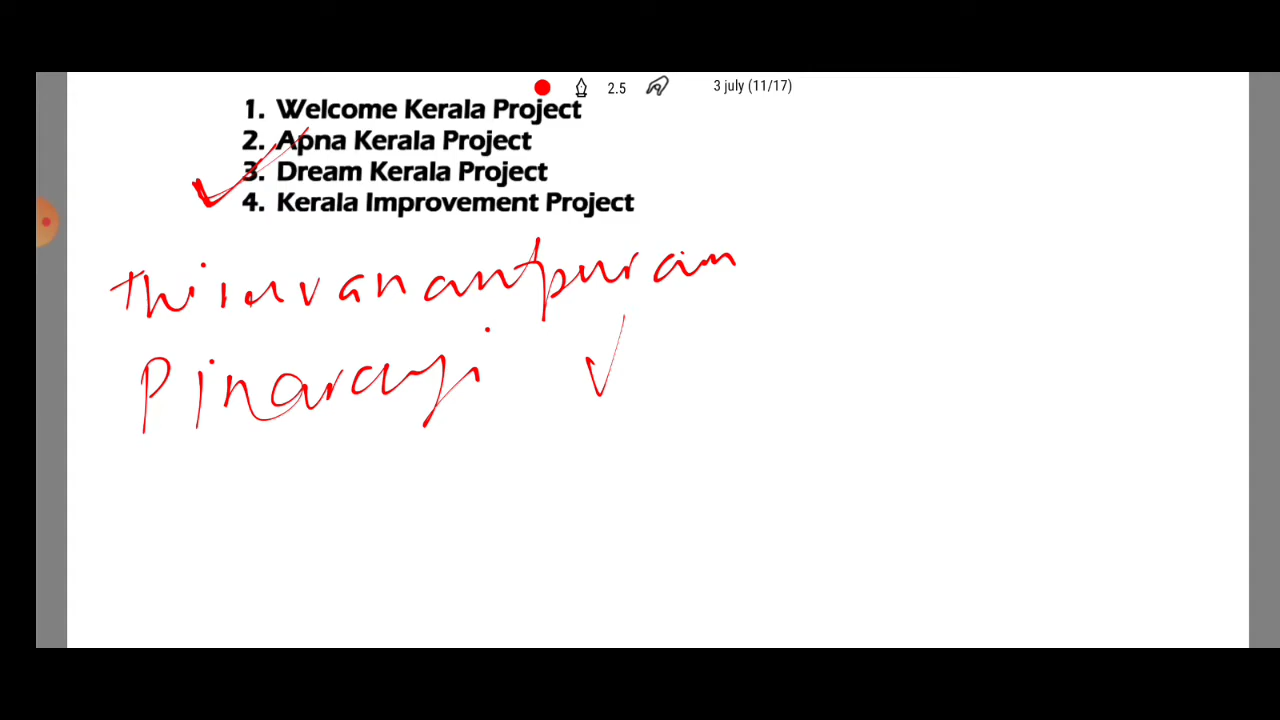 2.5 3 july (11/17)
1. Welcome Kerala Project
2. Apna Kerala Project
3. Dream Kerala Project
4. Kerala Improvement Project
Thiruvanantpuram
Pinarayi